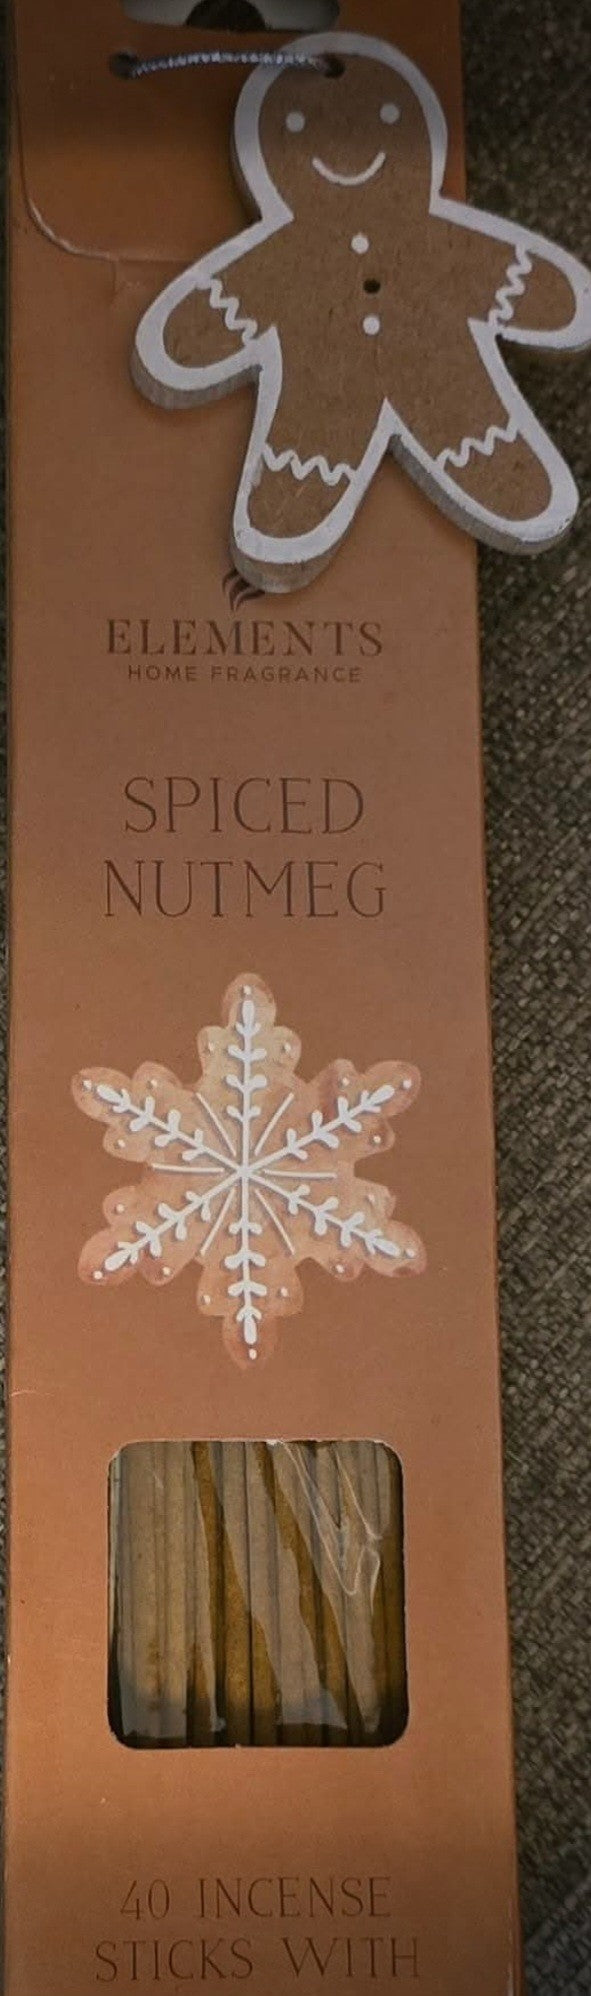 ELEMENTS
HOME FRAGRANCE
SPICED
NUTMEG
40 INCENSE
STICKS WITH